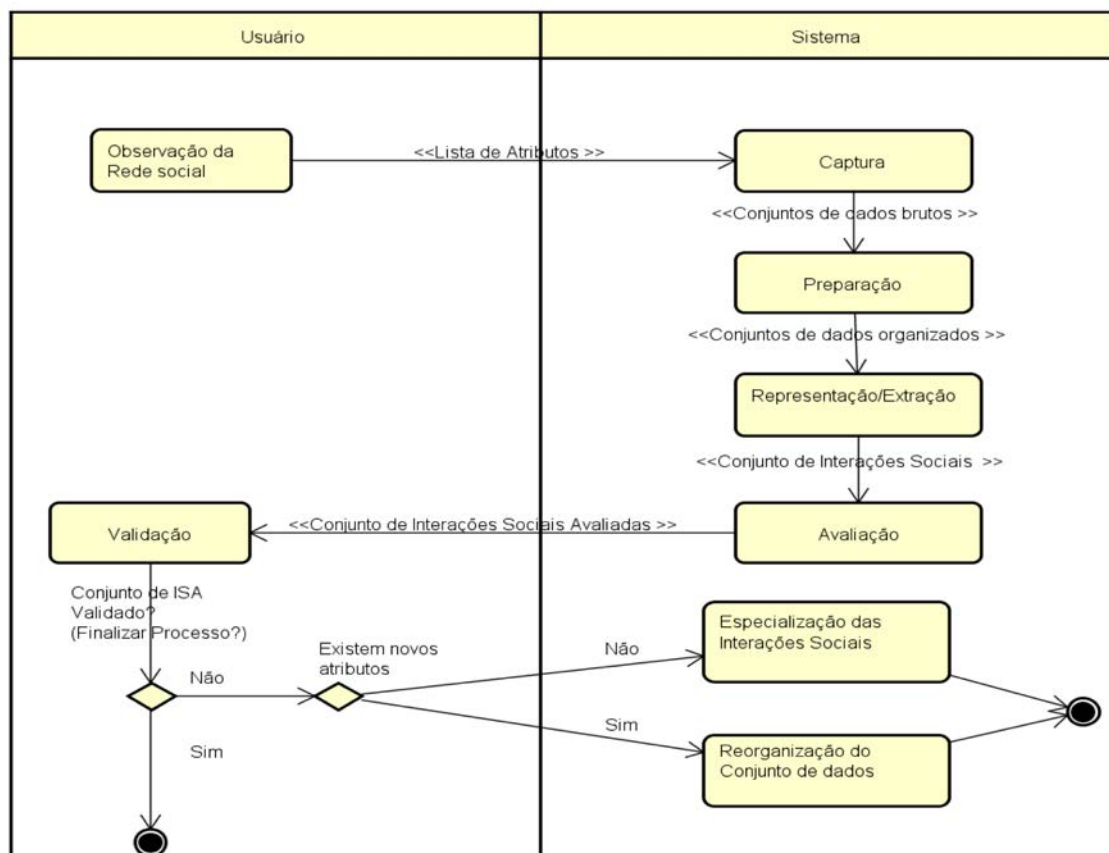 Usuário
Sistema
Observação da
Rede social
<<Lista de Atributos >>
Captura
<<Conjuntos de dados brutos >>
Preparação
<<Conjuntos de dados organizados >>
Representação/Extração
<<Conjunto de Interações Sociais >>
Validação
<<Conjunto de Interações Sociais Avaliadas >>
Avaliação
Conjunto de ISA
Validado?
(Finalizar Processo?)
Não
Existem novos
atributos
Não
Especialização das
Interações Sociais
Sim
Sim
Reorganização do
Conjunto de dados